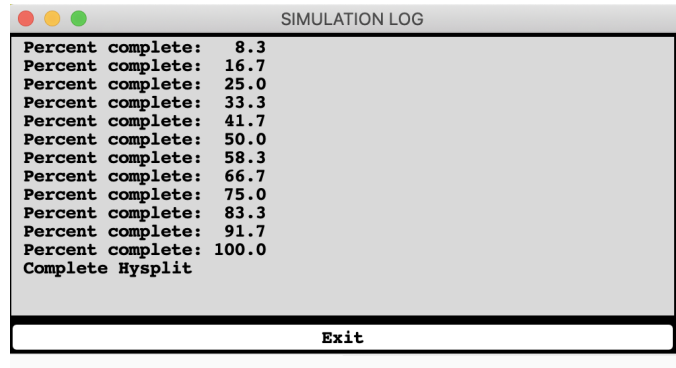 SIMULATION LOG
Percent complete:   8.3
Percent complete:  16.7
Percent complete:  25.0
Percent complete:  33.3
Percent complete:  41.7
Percent complete:  50.0
Percent complete:  58.3
Percent complete:  66.7
Percent complete:  75.0
Percent complete:  83.3
Percent complete:  91.7
Percent complete: 100.0
Complete Hysplit
Exit